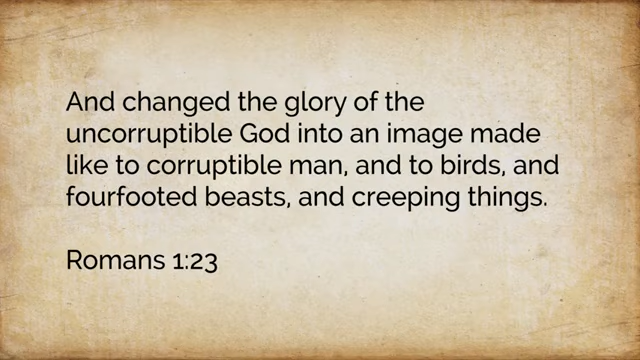 And changed the glory of the
uncorruptible God into an image made
like to corruptible man, and to birds, and
fourfooted beasts, and creeping things.
Romans 1:23